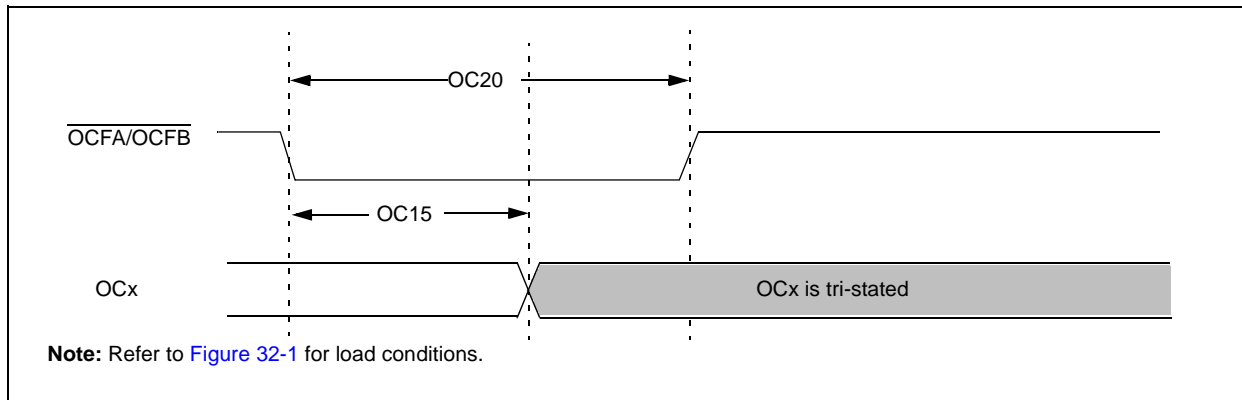 OC20
OCFA/OCFB
OC15
OCx
OCx is tri-stated
Note: Refer to Figure 32-1 for load conditions.